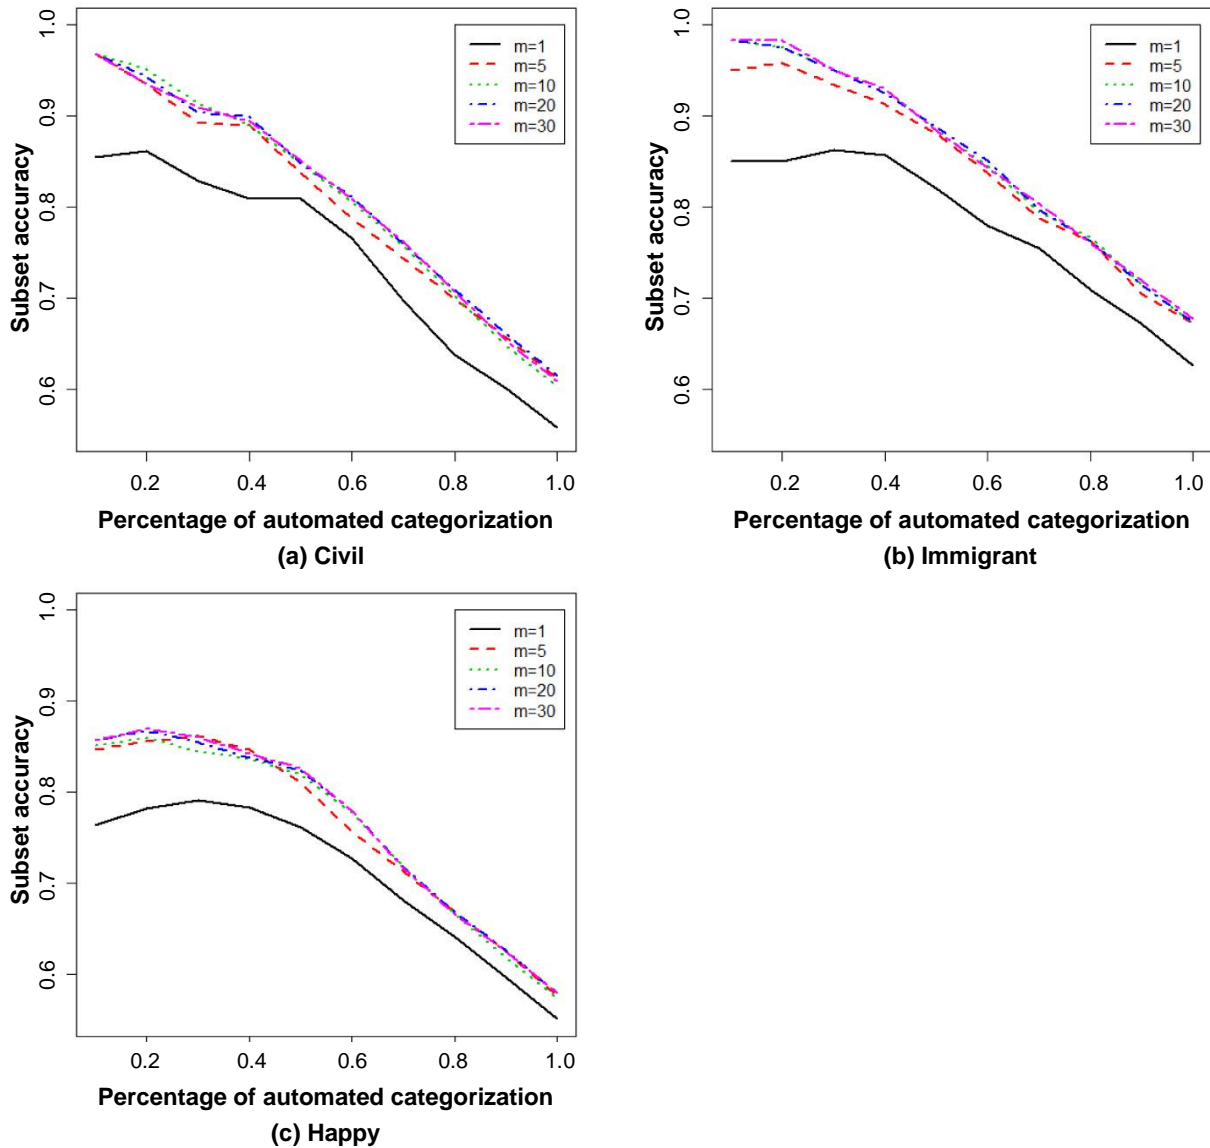 1.0
0.9
0.8
0.7
0.6
Subset accuracy
m=1
m=5
m=10
m=20
m=30
0.2 0.4 0.6 0.8 1.0
Percentage of automated categorization
(a) Civil
1.0
0.9
0.8
0.7
0.6
Subset accuracy
m=1
m=5
m=10
m=20
m=30
0.2 0.4 0.6 0.8 1.0
Percentage of automated categorization
(b) Immigrant
1.0
0.9
0.8
0.7
0.6
Subset accuracy
m=1
m=5
m=10
m=20
m=30
0.2 0.4 0.6 0.8 1.0
Percentage of automated categorization
(c) Happy